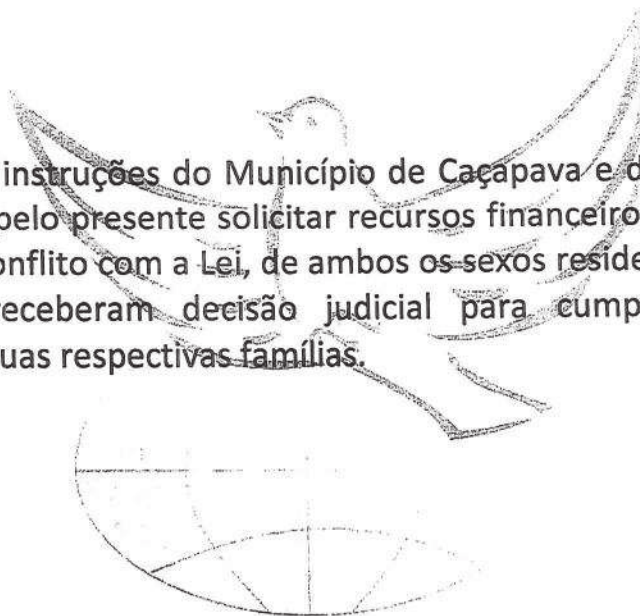 instruções do Município de Caçapava e d
pelo presente solicitar recursos financeiro
onflito com a Lei, de ambos os sexos reside
receberam decisão judicial para cump
uas respectivas famílias.